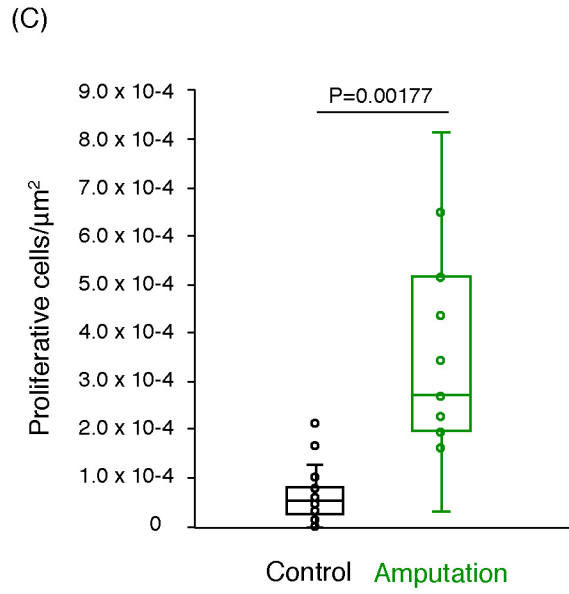 (C)
P=0.00177
9.0 x 10-4
8.0 x 10-4
7.0 x 10-4
6.0 x 10-4
5.0 x 10-4
4.0 x 10-4
3.0 x 10-4
2.0 x 10-4
1.0 x 10-4
0
Proliferative cells/µm²
Control Amputation